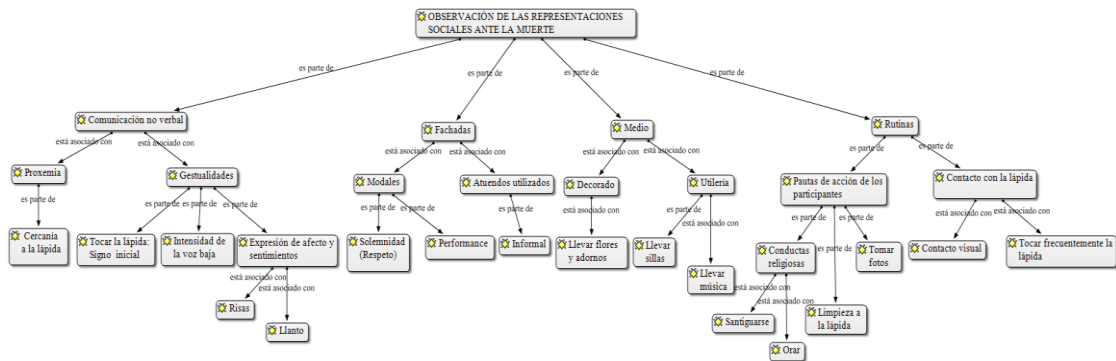 OBSERVACIÓN DE LAS REPRESENTACIONES
SOCIALES ANTE LA MUERTE
es parte de
es parte de
es parte de
es parte de
Comunicación no verbal
Fachadas
Medio
Rutinas
está asociado con
está asociado con
está asociado con
está asociado con
está asociado con
está asociado con
es parte de
es parte de
Proxemia
Gestualidades
Modales
Atuendos utilizados
Decorado
Utilería
Pautas de acción de los
participantes
Contacto con la lápida
es parte de
es parte de
es parte de
es parte de
es parte de
es parte de
es parte de
está asociado con
es parte de
está asociado con
es parte de
es parte de
es parte de
está asociado con
está asociado con
Cercanía
a la lápida
Tocar la lápida:
Signo inicial
Intensidad de
la voz baja
Expresión de afecto y
sentimientos
Solemnidad
(Respeto)
Performance
Informal
Llevar flores
y adornos
Llevar
sillas
Llevar
música
Conductas
religiosas
Tomar
fotos
Contacto visual
Tocar frecuentemente la
lápida
está asociado con
está asociado con
está asociado con
está asociado con
Risas
Llanto
Santiguarse
Orar
Limpieza a
la lápida